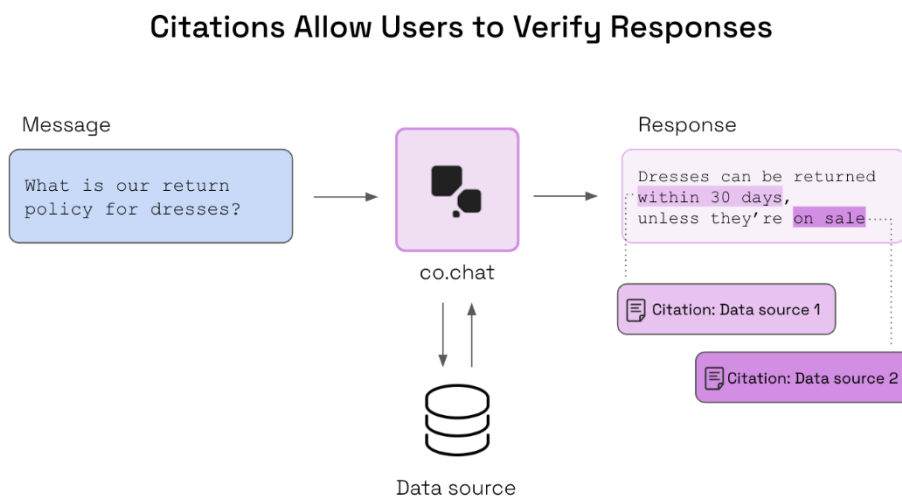 Citations Allow Users to Verify Responses
Message
What is our return
policy for dresses?
co.chat
Data source
Response
Dresses can be returned
within 30 days,
unless they’re on sale
Citation: Data source 1
Citation: Data source 2